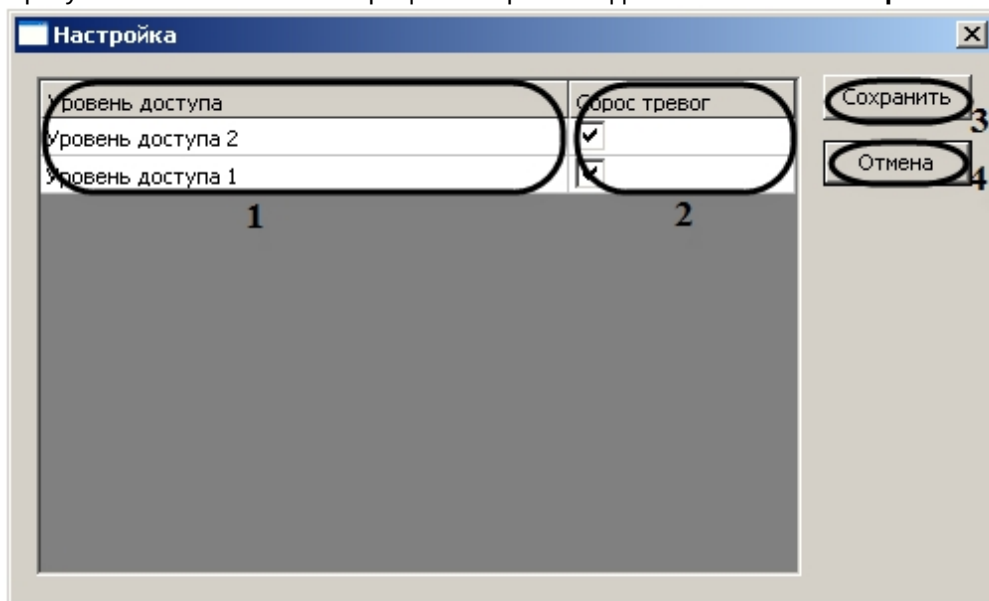 Настройка
Уровень доступа Сброс тревог
Сохранить
3
Уровень доступа 2
Отмена
4
Уровень доступа 1
1 2